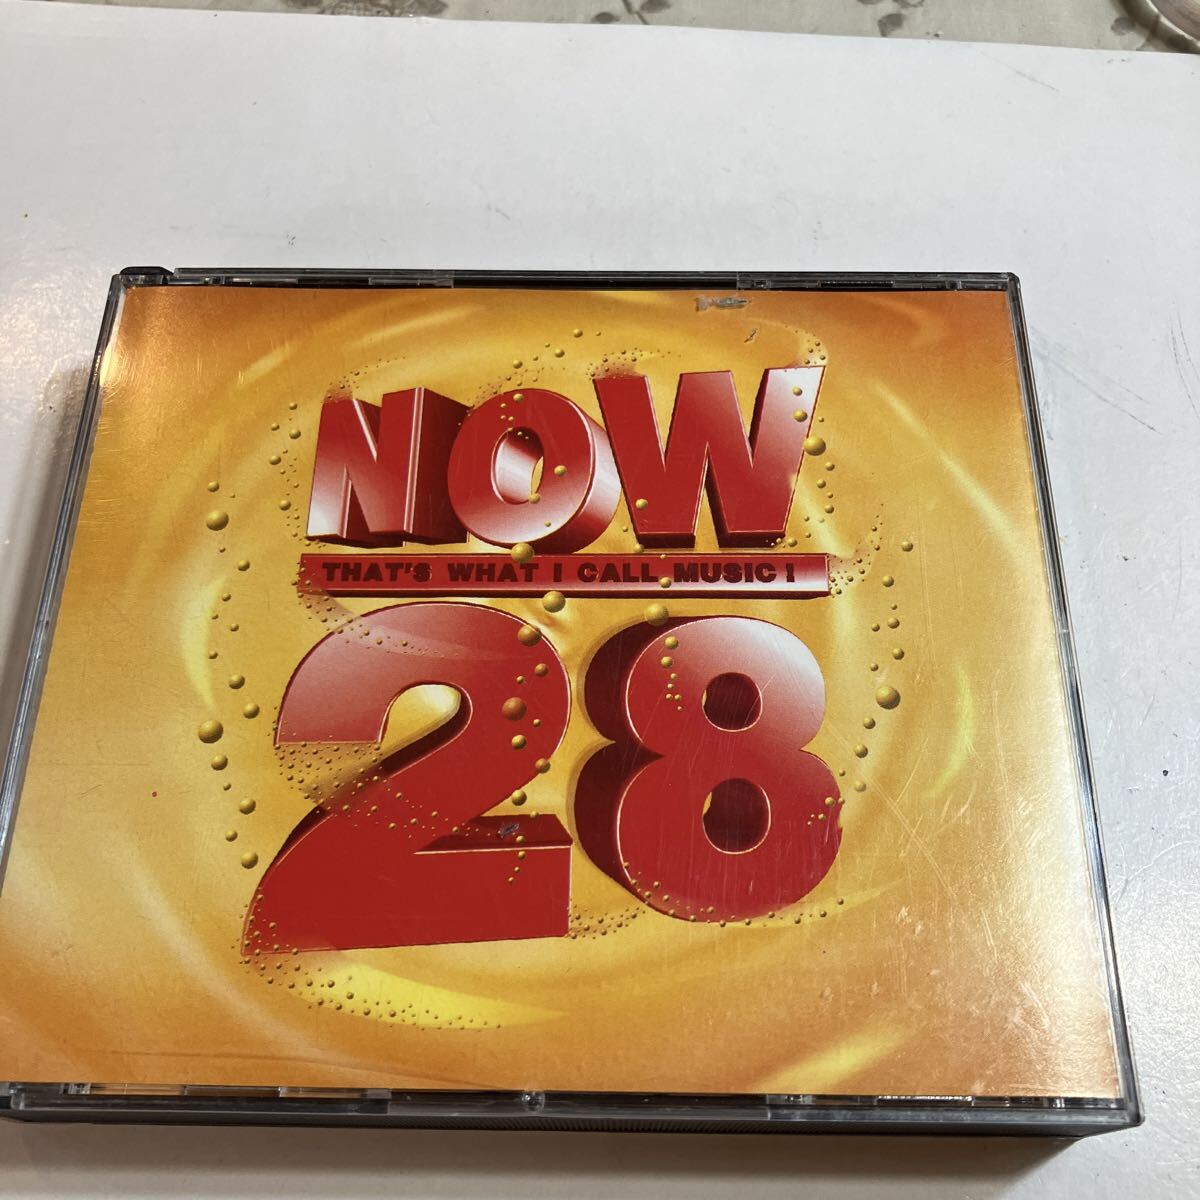 NOW
THAT'S WHAT I CALL MUSIC!
28